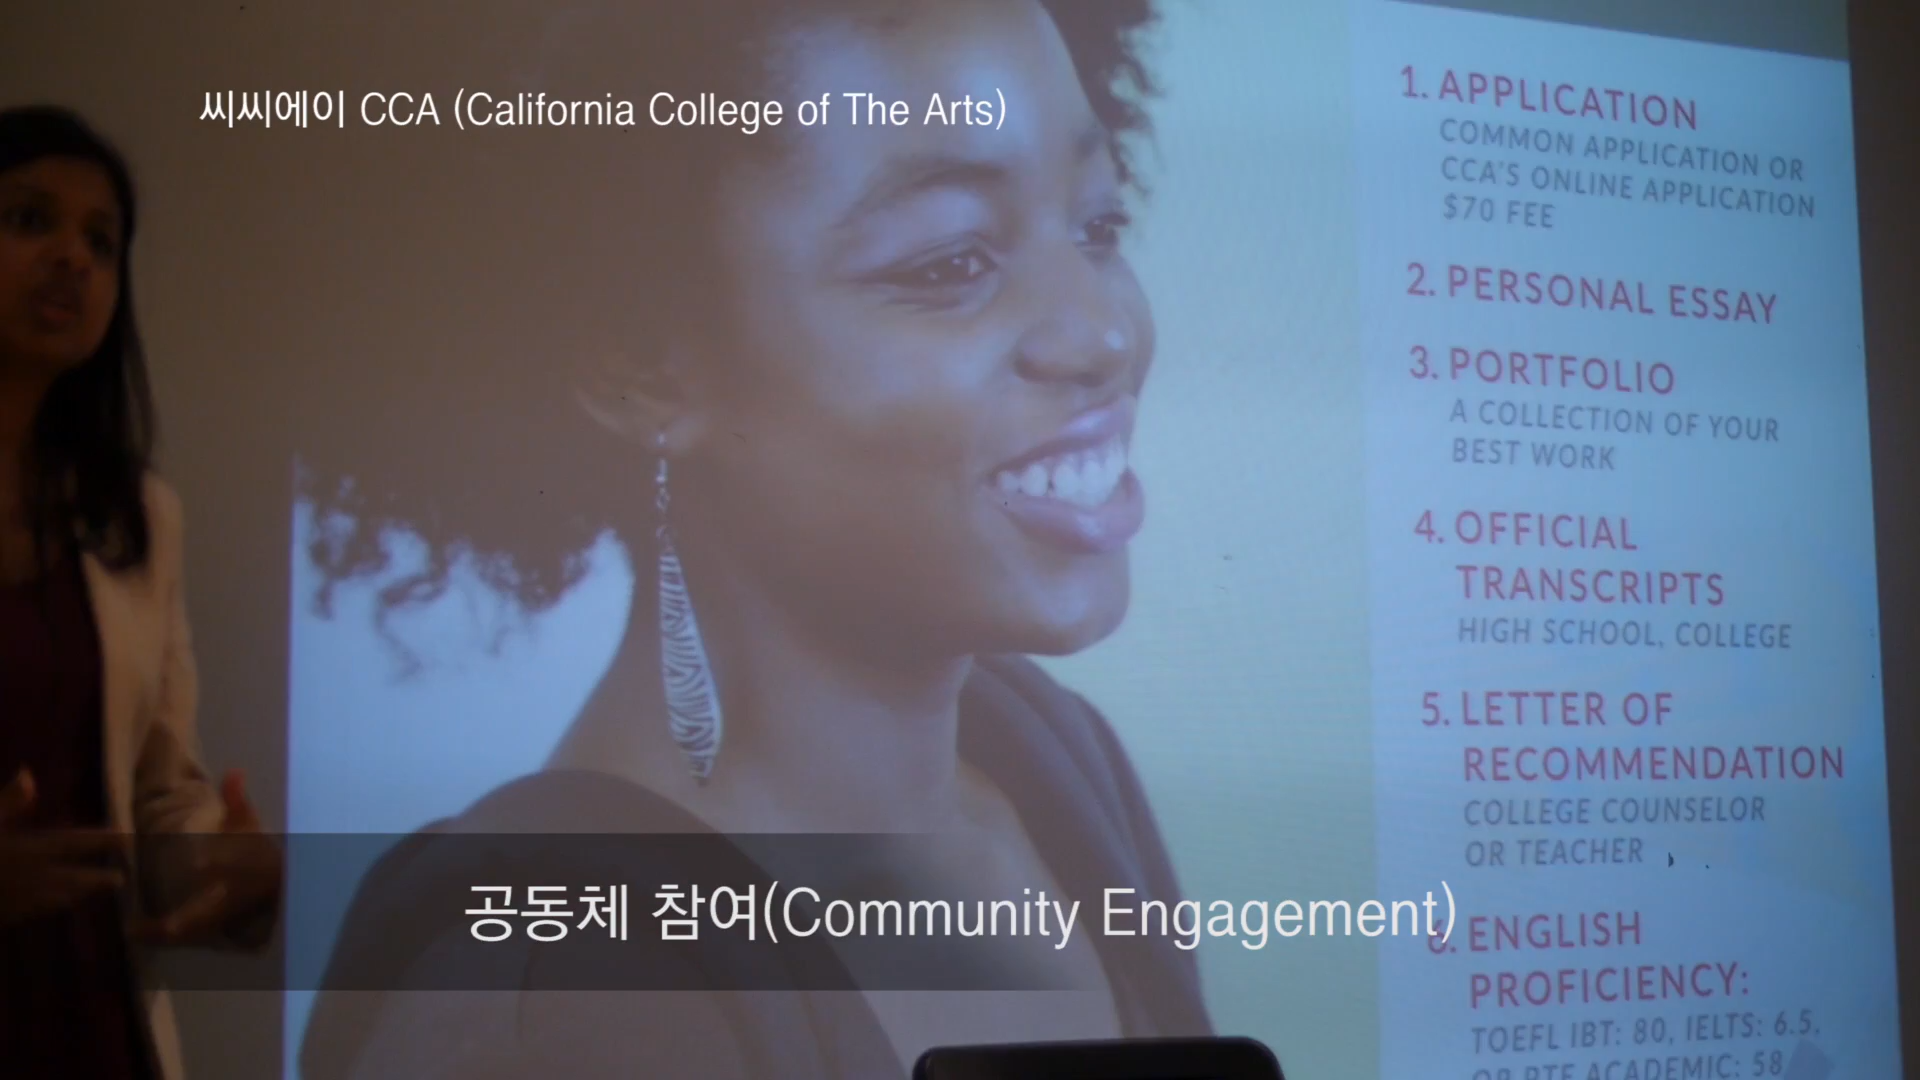 씨씨에이 CCA (California College of The Arts)
1. APPLICATION
COMMON APPLICATION OR
CCA'S ONLINE APPLICATION
$70 FEE
2. PERSONAL ESSAY
3. PORTFOLIO
A COLLECTION OF YOUR
BEST WORK
4. OFFICIAL
TRANSCRIPTS
HIGH SCHOOL, COLLEGE
5. LETTER OF
RECOMMENDATION
COLLEGE COUNSELOR
OR TEACHER
6. ENGLISH
PROFICIENCY:
TOEFL IBT: 80, IELTS: 6.5,
OR PTE ACADEMIC: 58
공동체 참여(Community Engagement)